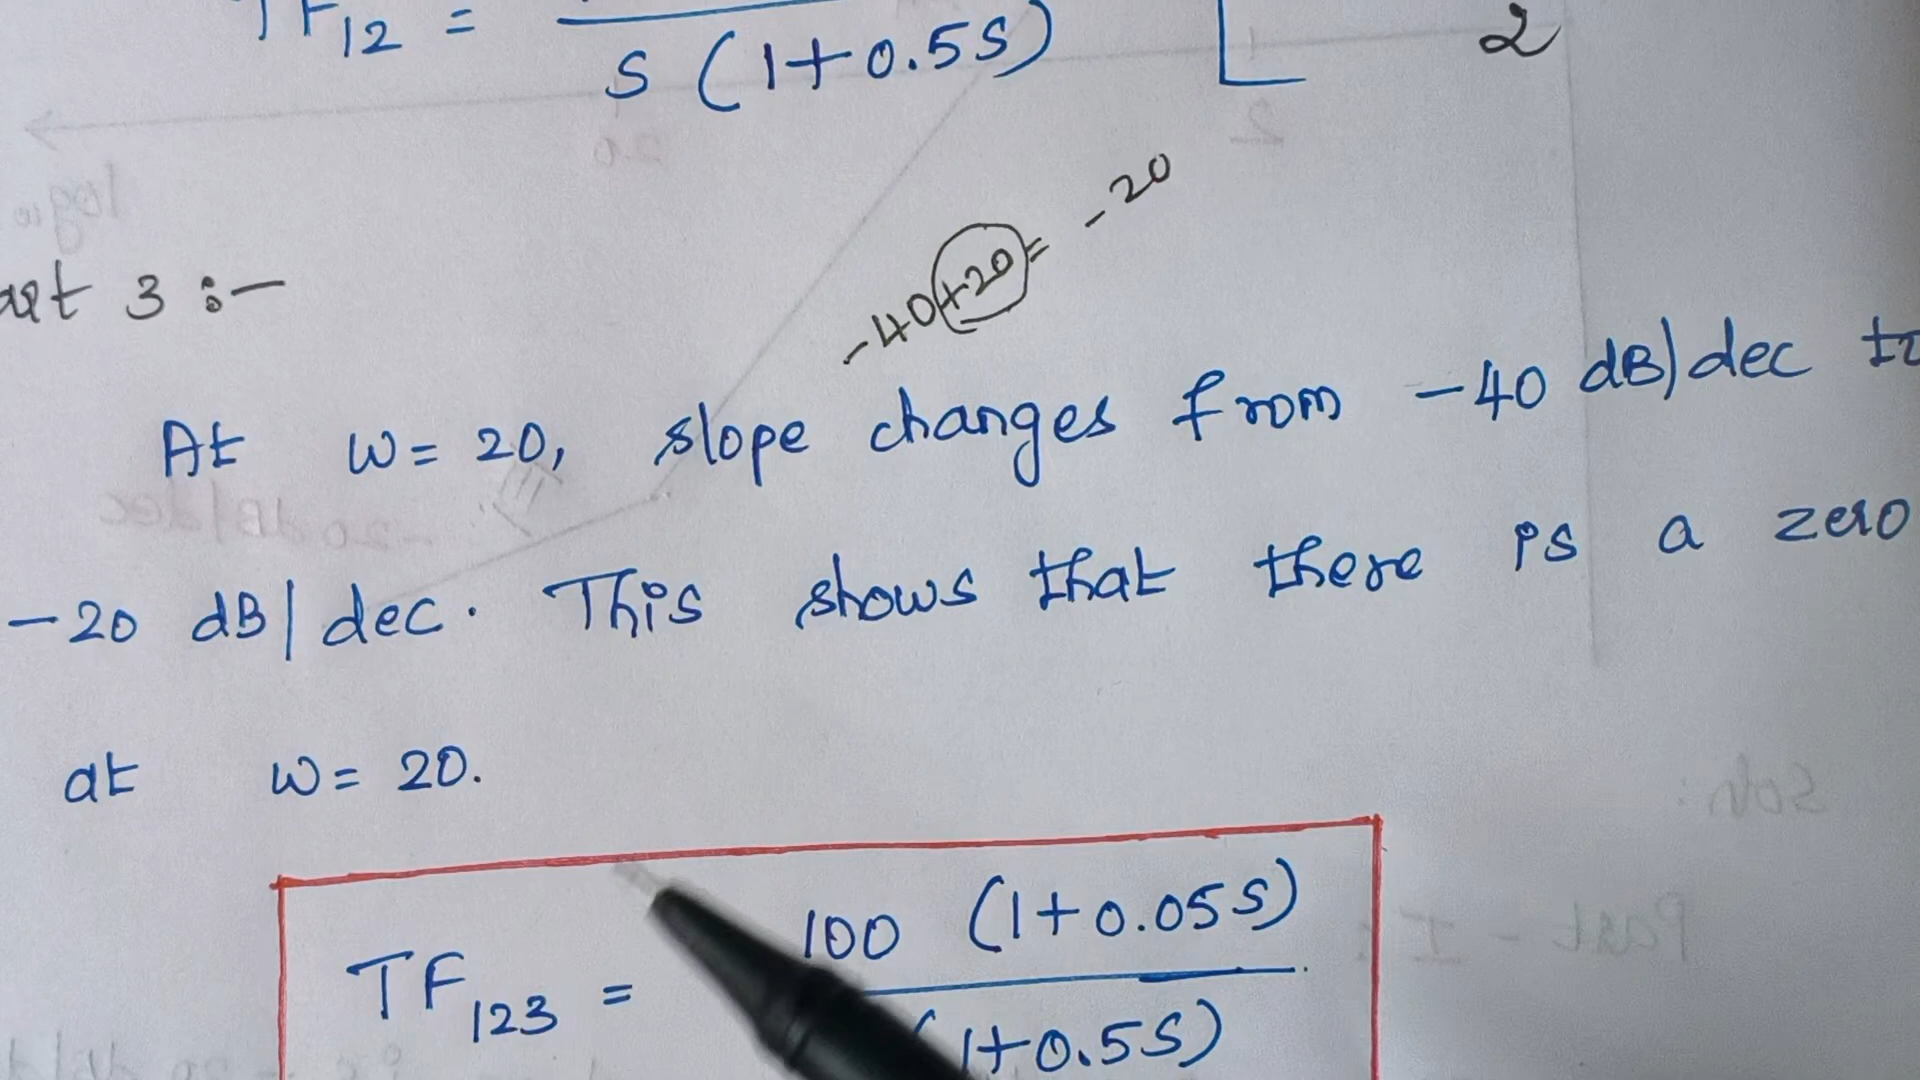 TF12 =
s (1+0.5s)
2
3 :-
-40+20 = -20
At w = 20, slope changes from -40 dB/dec
-20 dB/dec. This shows that there is a zero
at w = 20.
TF123 = 100 (1+0.05s)
(1+0.5s)